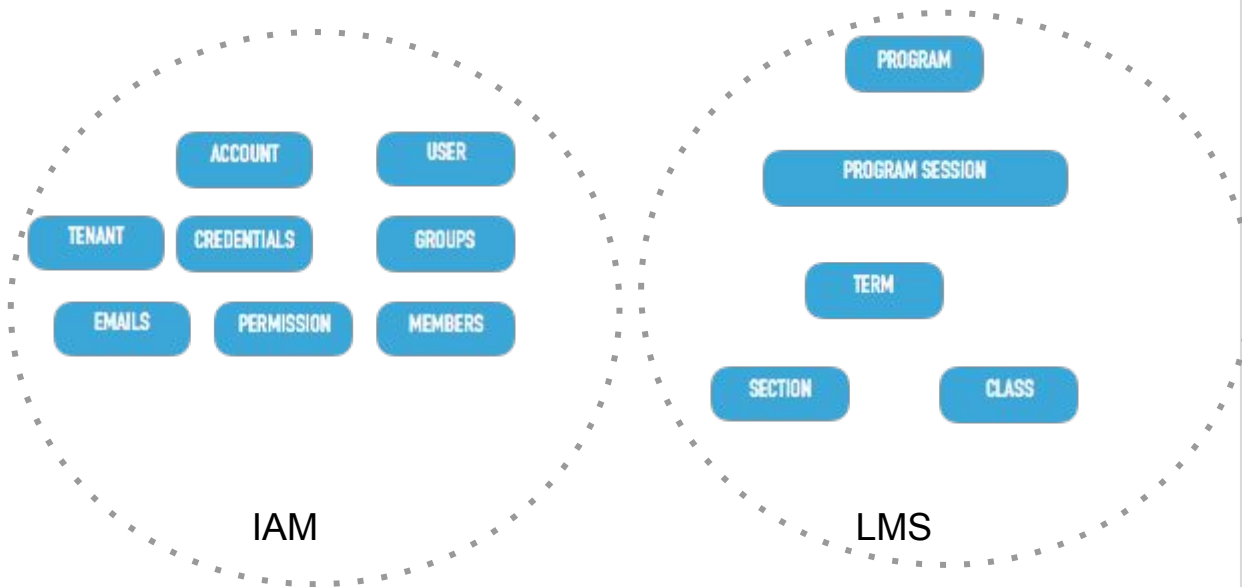 ACCOUNT
USER
TENANT
CREDENTIALS
GROUPS
EMAILS
PERMISSION
MEMBERS
IAM
PROGRAM
PROGRAM SESSION
TERM
SECTION
CLASS
LMS